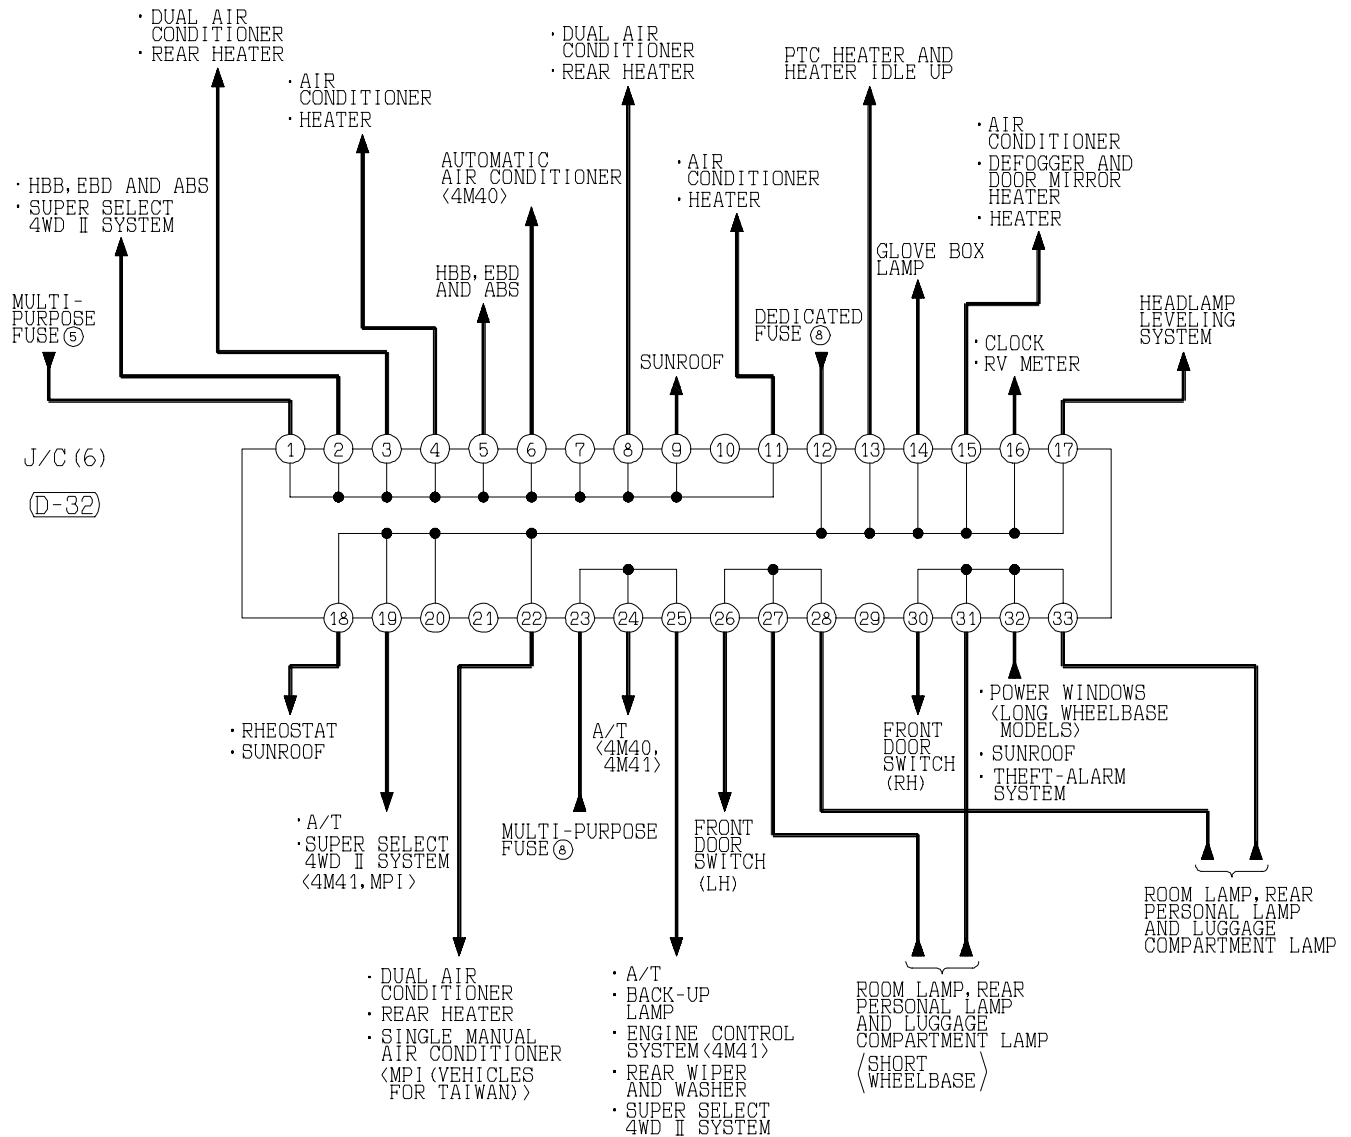 · DUAL AIR
CONDITIONER
· REAR HEATER
· AIR
CONDITIONER
· HEATER
· DUAL AIR
CONDITIONER
· REAR HEATER
PTC HEATER AND
HEATER IDLE UP
· AIR
CONDITIONER
· DEFOGGER AND
DOOR MIRROR
HEATER
· HEATER
AUTOMATIC
AIR CONDITIONER
〈4M40〉
· AIR
CONDITIONER
· HEATER
· HBB, EBD AND ABS
· SUPER SELECT
4WD Ⅱ SYSTEM
GLOVE BOX
LAMP
HBB, EBD
AND ABS
MULTI-
PURPOSE
FUSE⑤
DEDICATED
FUSE⑧
HEADLAMP
LEVELING
SYSTEM
SUNROOF
· CLOCK
· RV METER
1 2 3 4 5 6 7 8 9 10 11 12 13 14 15 16 17
J/C (6)
D-32
18 19 20 21 22 23 24 25 26 27 28 29 30 31 32 33
· RHEOSTAT
· SUNROOF
A/T
〈4M40,
4M41〉
FRONT
DOOR
SWITCH
(RH)
· POWER WINDOWS
〈LONG WHEELBASE
MODELS〉
· SUNROOF
· THEFT-ALARM
SYSTEM
· A/T
· SUPER SELECT
4WD Ⅱ SYSTEM
〈4M41, MPI〉
MULTI-PURPOSE
FUSE⑧
FRONT
DOOR
SWITCH
(LH)
ROOM LAMP, REAR
PERSONAL LAMP
AND LUGGAGE
COMPARTMENT LAMP
· DUAL AIR
CONDITIONER
· REAR HEATER
· SINGLE MANUAL
AIR CONDITIONER
〈MPI (VEHICLES
FOR TAIWAN)〉
· A/T
· BACK-UP
LAMP
· ENGINE CONTROL
SYSTEM〈4M41〉
· REAR WIPER
AND WASHER
· SUPER SELECT
4WD Ⅱ SYSTEM
ROOM LAMP, REAR
PERSONAL LAMP
AND LUGGAGE
COMPARTMENT LAMP
〈SHORT
WHEELBASE〉